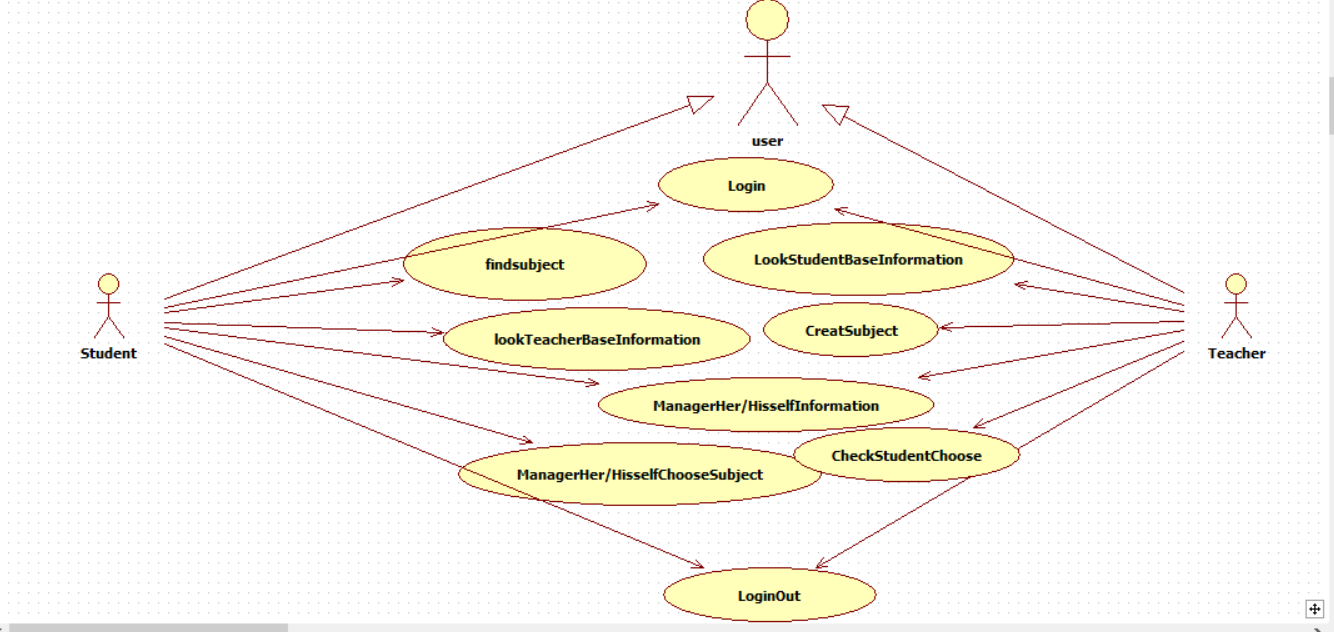 user
Login
findsubject
LookStudentBaseInformation
CreatSubject
lookTeacherBaseInformation
Student
Teacher
ManagerHer/HisselfInformation
CheckStudentChoose
ManagerHer/HisselfChooseSubject
LoginOut